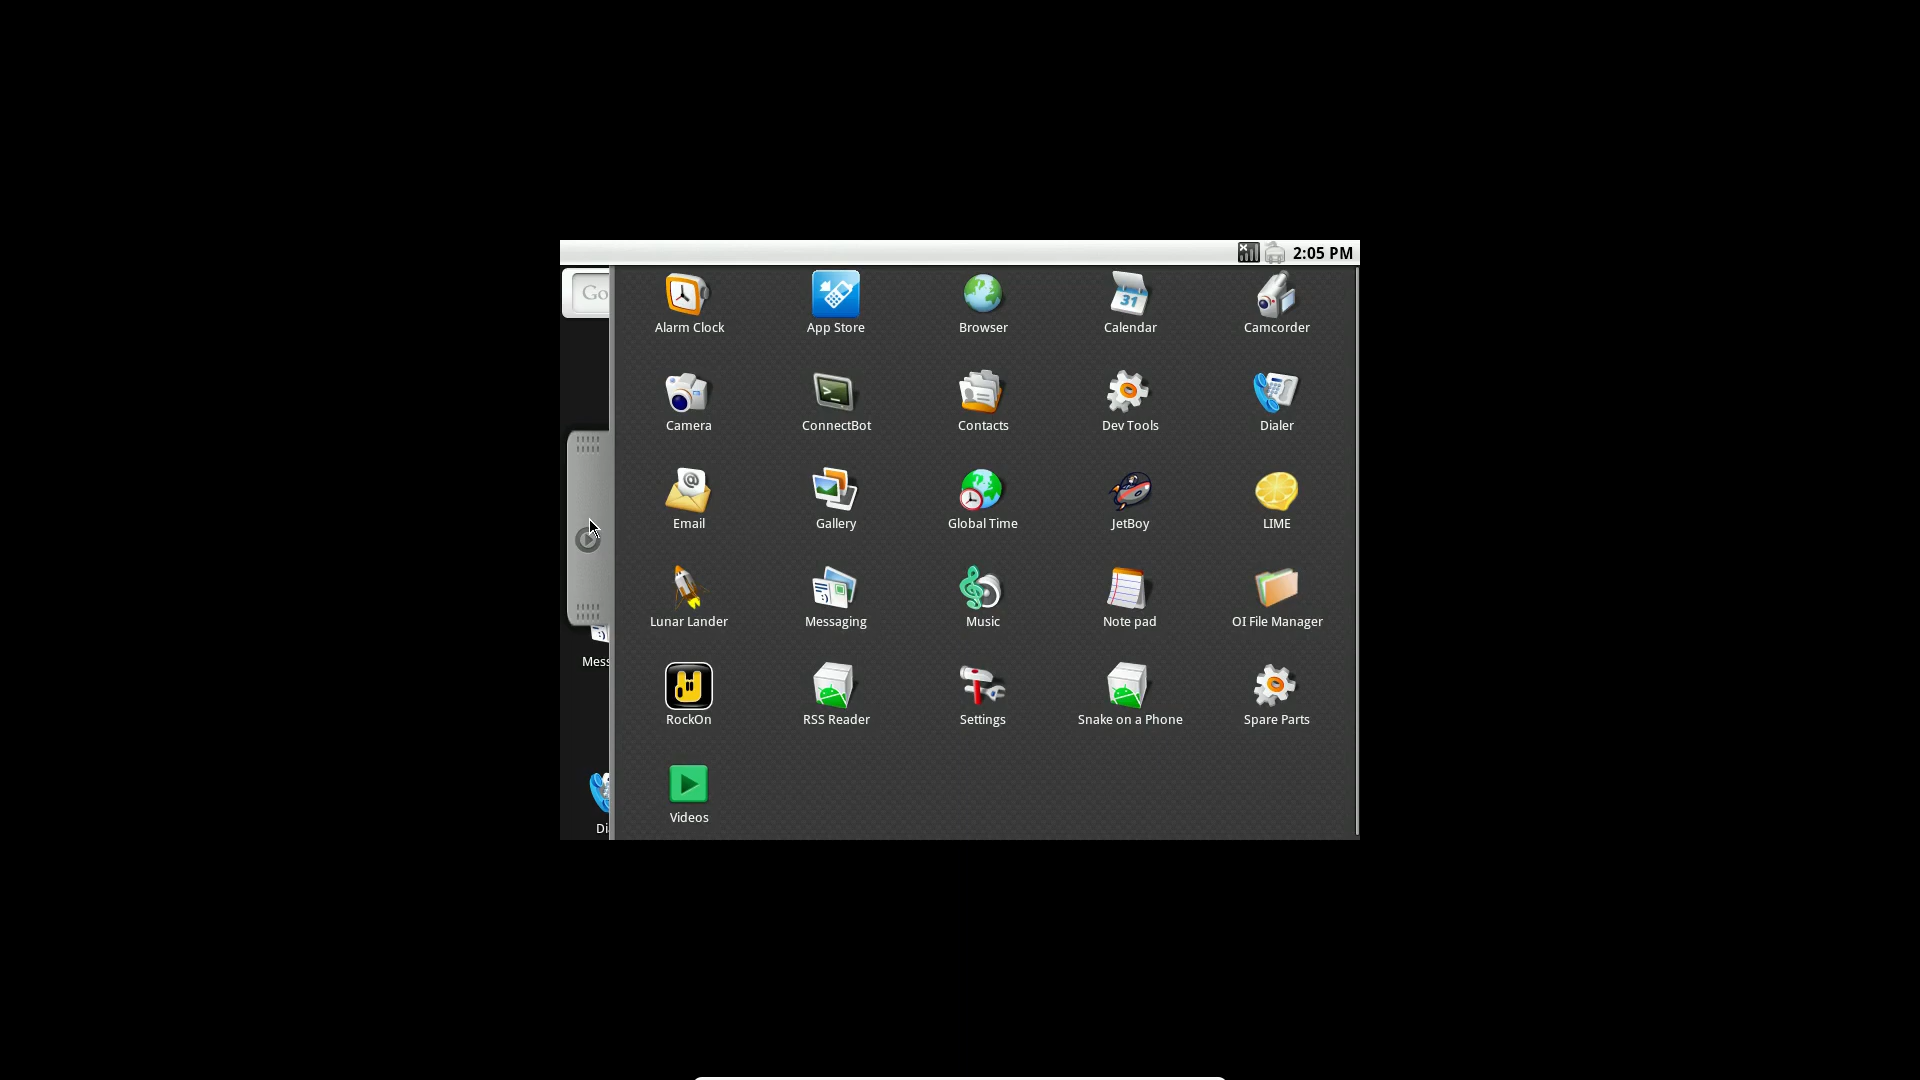 2:05 PM
Go
Alarm Clock
App Store
Browser
31
Calendar
Camcorder
Camera
ConnectBot
Contacts
Dev Tools
Dialer
@
Email
Gallery
Global Time
JetBoy
LIME
Lunar Lander
Messaging
Music
Note pad
OI File Manager
Mess
RockOn
RSS Reader
Settings
Snake on a Phone
Spare Parts
Videos
Di